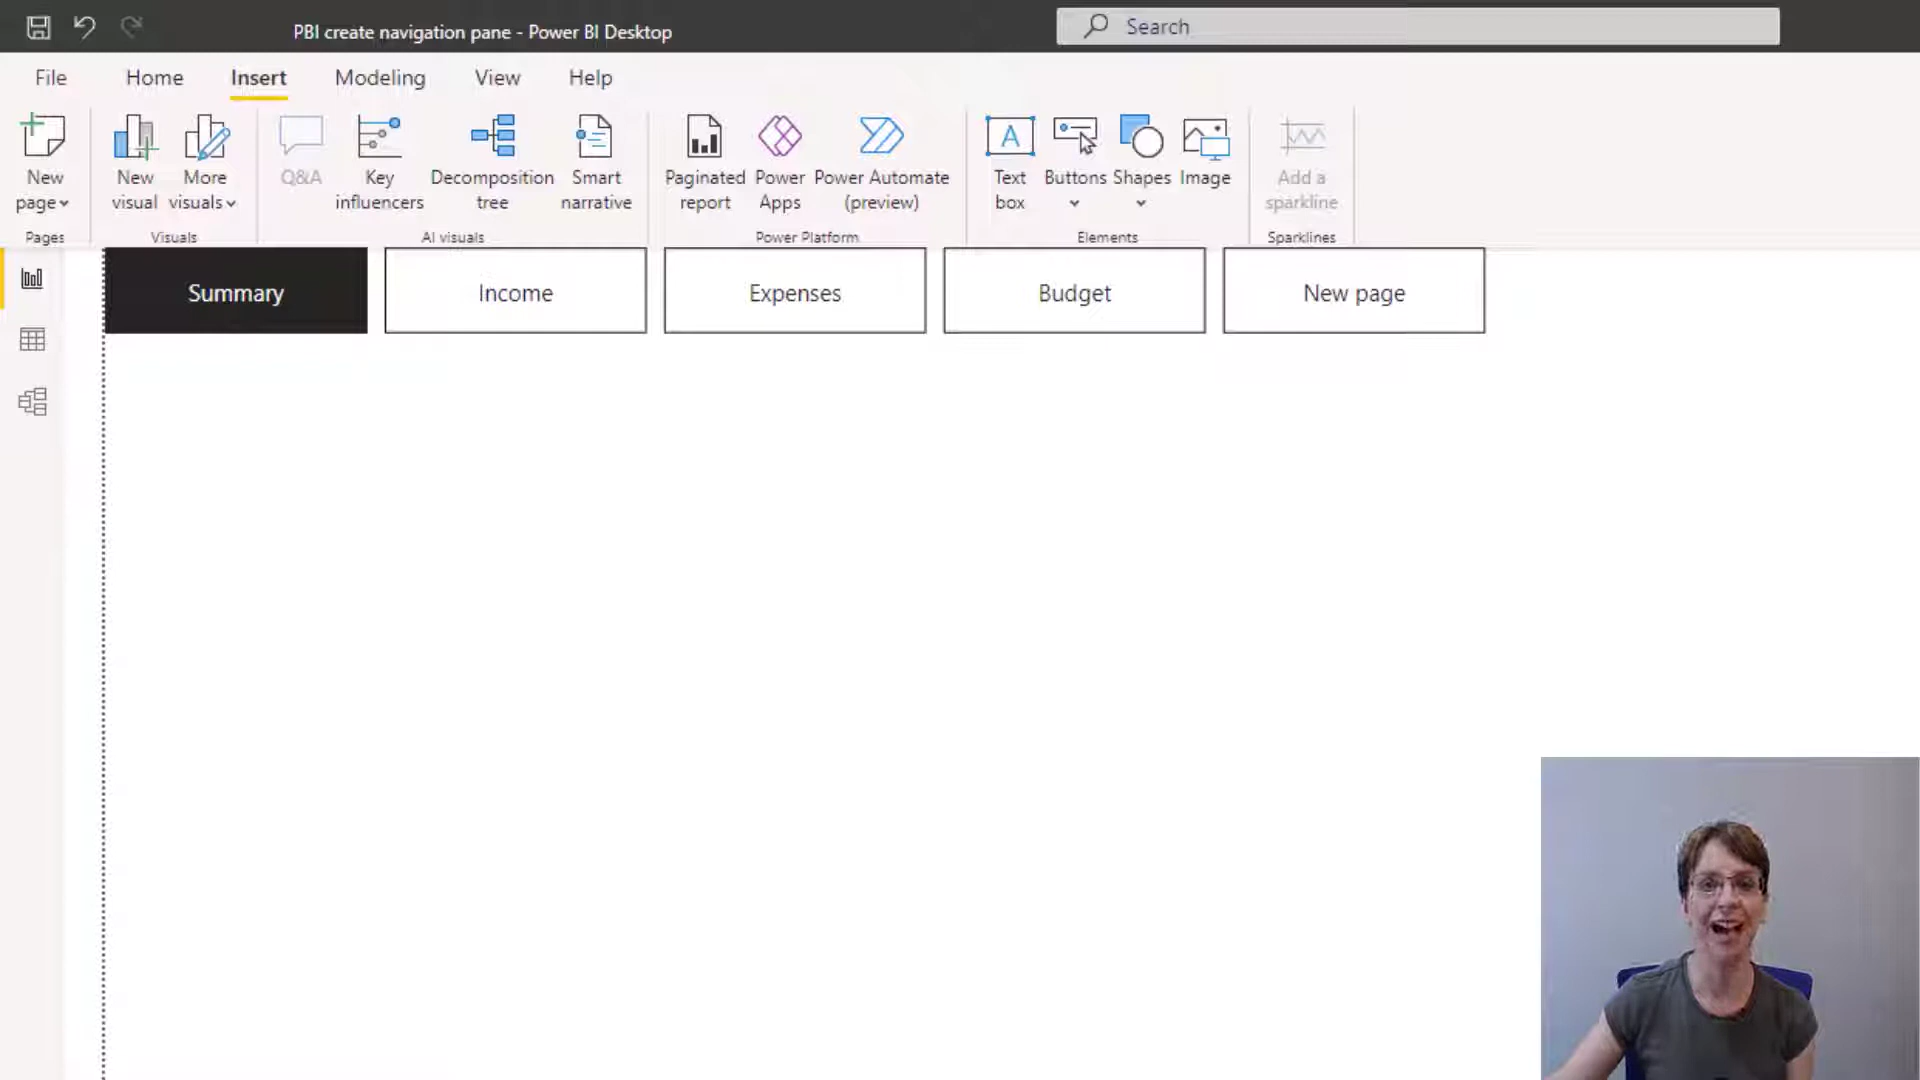 PBI create navigation pane - Power BI Desktop
Search
File Home Insert Modeling View Help
New page
New visual
More visuals
Q&A
Key influencers
Decomposition tree
Smart narrative
Paginated report
Power Apps
Power Automate (preview)
Text box
Buttons
Shapes
Image
Add a sparkline
Pages Visuals AI visuals Power Platform Elements Sparklines
Summary Income Expenses Budget New page